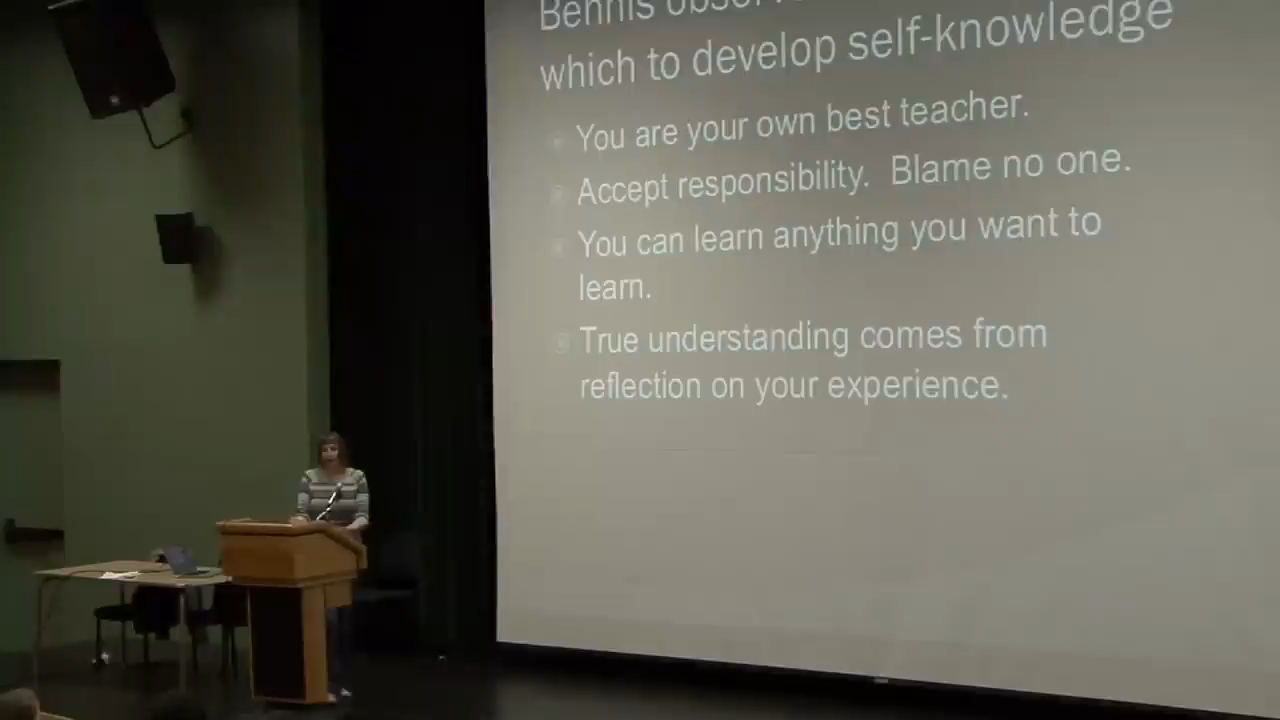 Bennis
which to develop self-knowledge
You are your own best teacher.
Accept responsibility.  Blame no one.
You can learn anything you want to
learn.
True understanding comes from
reflection on your experience.